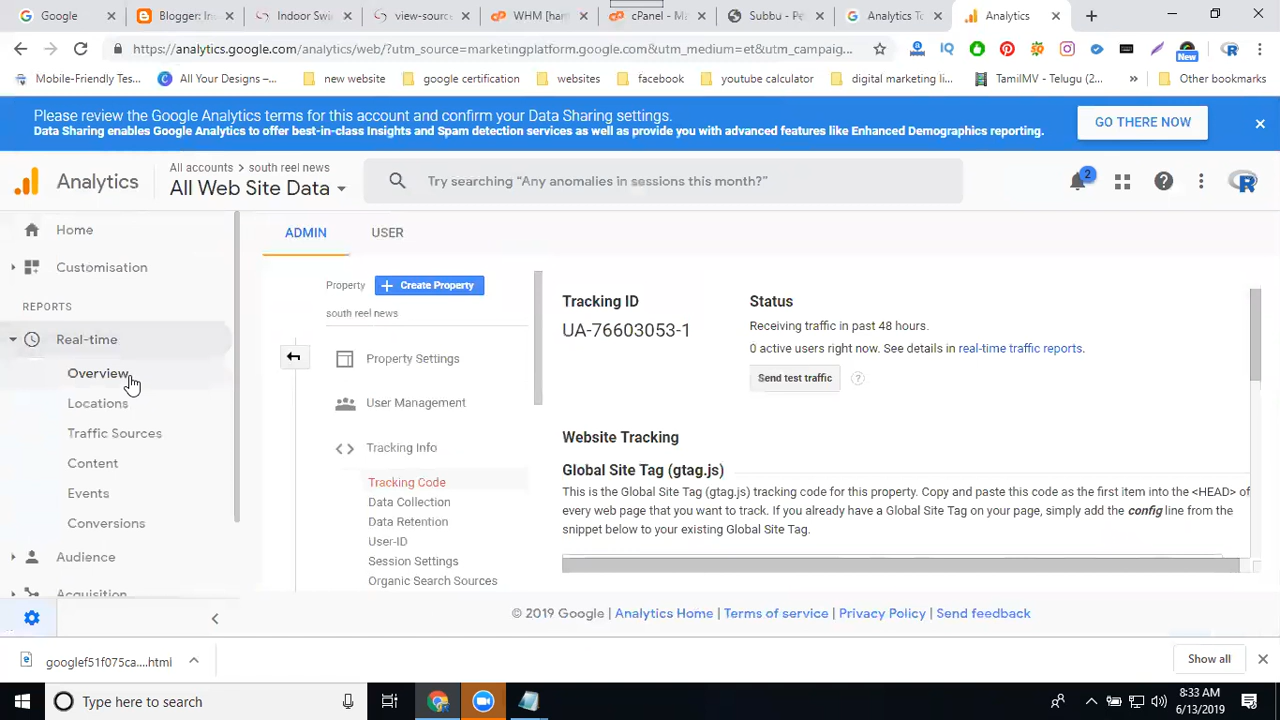 Google
Blogger: Ins
Indoor Swi
view-source
WHM [ham
cPanel - Ma
Subbu - Pe
Analytics To
Analytics
https://analytics.google.com/analytics/web/?utm_source=marketingplatform.google.com&utm_medium=et&utm_campaig...
New
Mobile-Friendly Tes...
All Your Designs –...
new website
google certification
websites
facebook
youtube calculator
digital marketing li...
TamilMV - Telugu (2...
»
Other bookmarks
Please review the Google Analytics terms for this account and confirm your Data Sharing settings.
Data Sharing enables Google Analytics to offer best-in-class Insights and Spam detection services as well as provide you with advanced features like Enhanced Demographics reporting.
GO THERE NOW
Analytics
All accounts > south reel news
All Web Site Data
Try searching "Any anomalies in sessions this month?"
2
Home
Customisation
REPORTS
Real-time
Overview
Locations
Traffic Sources
Content
Events
Conversions
Audience
Acquisition
ADMIN
USER
Property
Create Property
south reel news
Property Settings
User Management
Tracking Info
Tracking Code
Data Collection
Data Retention
User-ID
Session Settings
Organic Search Sources
Tracking ID
UA-76603053-1
Status
Receiving traffic in past 48 hours.
0 active users right now. See details in real-time traffic reports.
Send test traffic
?
Website Tracking
Global Site Tag (gtag.js)
This is the Global Site Tag (gtag.js) tracking code for this property. Copy and paste this code as the first item into the <HEAD> of
every web page that you want to track. If you already have a Global Site Tag on your page, simply add the config line from the
snippet below to your existing Global Site Tag.
© 2019 Google | Analytics Home | Terms of service | Privacy Policy | Send feedback
googlef51f075ca....html
Show all
Type here to search
8:33 AM
6/13/2019